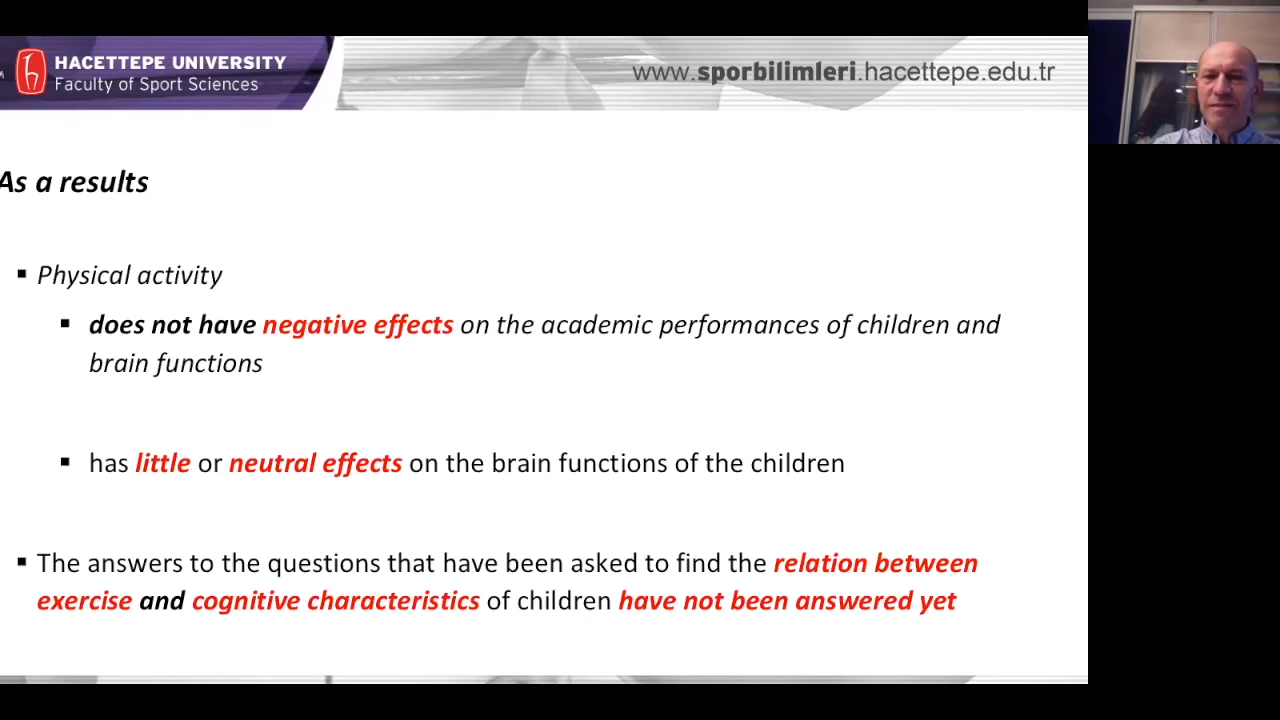 HACETTEPE UNIVERSITY
Faculty of Sport Sciences
www.sporbilimleri.hacettepe.edu.tr
As a results
▪ Physical activity
▪ does not have negative effects on the academic performances of children and
brain functions
▪ has little or neutral effects on the brain functions of the children
▪ The answers to the questions that have been asked to find the relation between
exercise and cognitive characteristics of children have not been answered yet